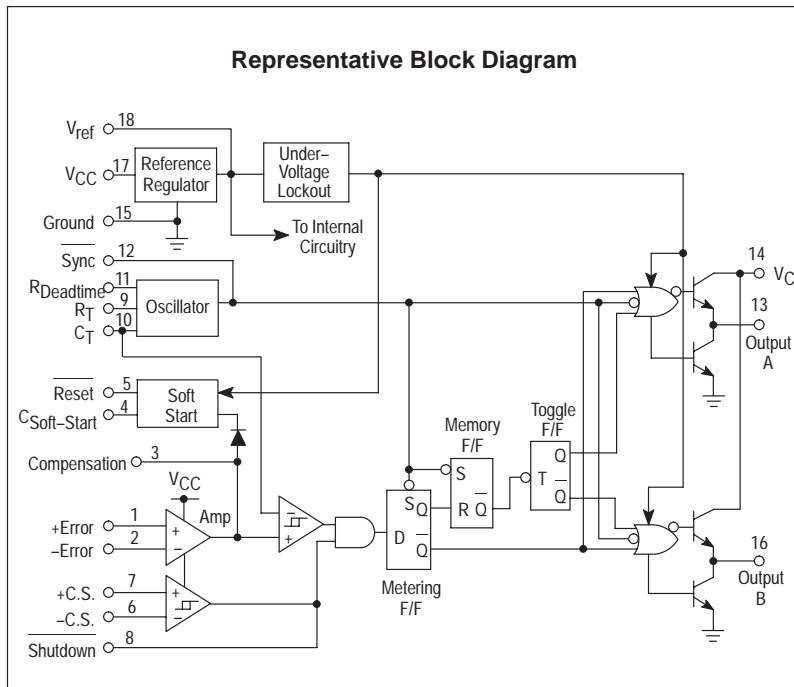 Representative Block Diagram
Vref 18
VCC 17
Reference
Regulator
Under–
Voltage
Lockout
Ground 15
To Internal
Circuitry
Sync 12
RDeadtime 11
RT 9
CT 10
Oscillator
14 VC
13
Output
A
Reset 5
CSoft–Start 4
Soft
Start
Compensation 3
Memory
F/F
Toggle
F/F
S
R Q
T
Q
Q
VCC
Amp
+Error 1
–Error 2
+
–
–
+
S
Q
D
Q
Metering
F/F
+C.S. 7
–C.S. 6
+
–
Shutdown 8
16
Output
B